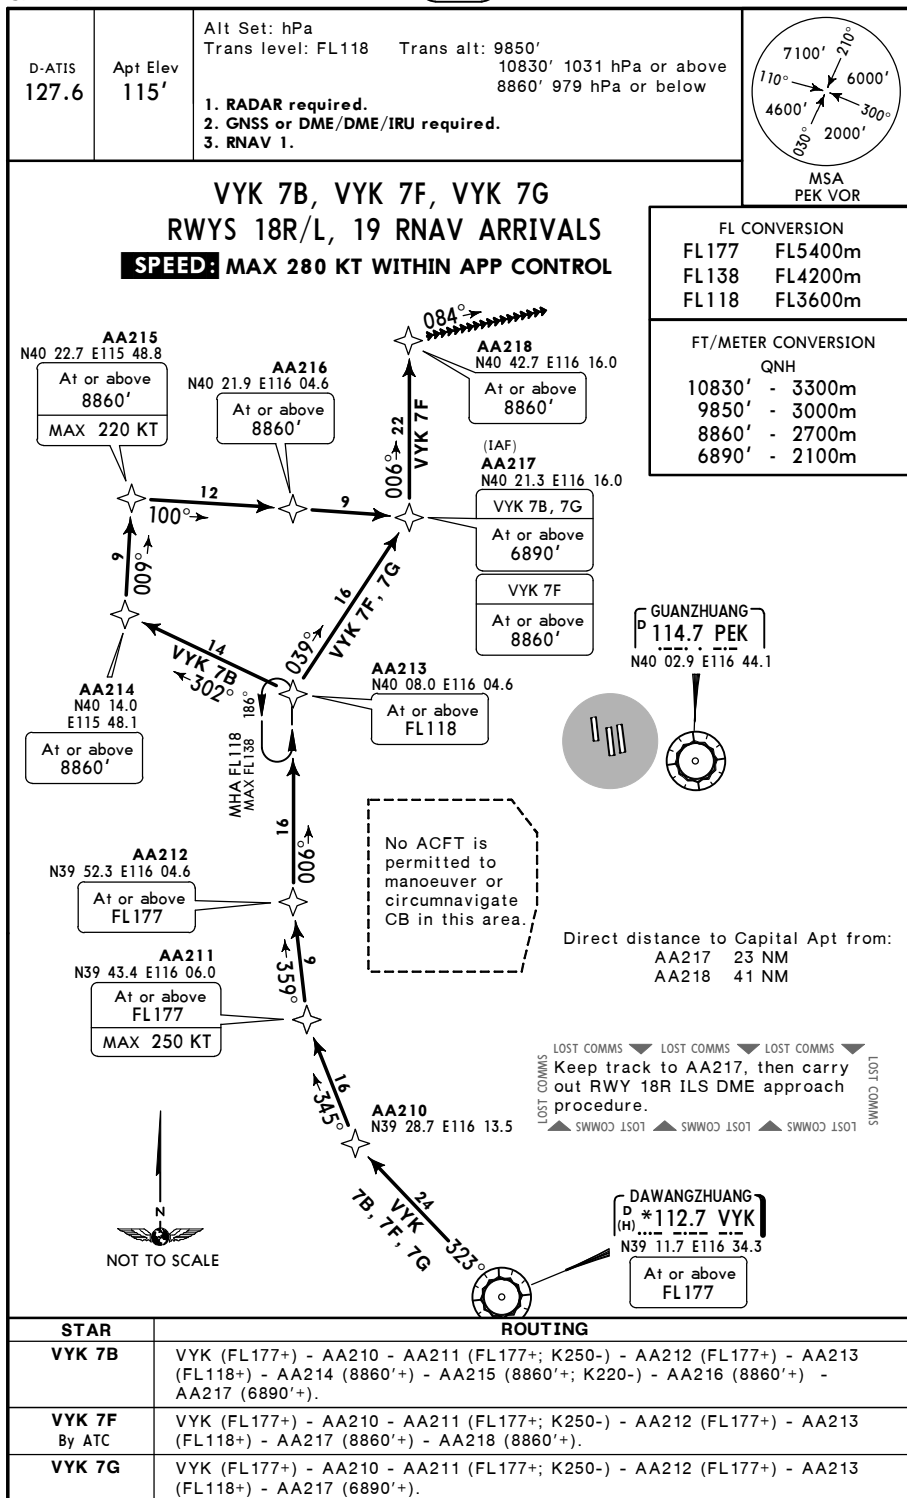 D-ATIS
127.6
Apt Elev
115'
Alt Set: hPa
Trans level: FL118 Trans alt: 9850'
10830' 1031 hPa or above
8860' 979 hPa or below
1. RADAR required.
2. GNSS or DME/DME/IRU required.
3. RNAV 1.
7100'
210°
110°
6000'
4600'
300°
2000'
030°
MSA
PEK VOR
VYK 7B, VYK 7F, VYK 7G
RWYS 18R/L, 19 RNAV ARRIVALS
SPEED: MAX 280 KT WITHIN APP CONTROL
FL CONVERSION
FL177 FL5400m
FL138 FL4200m
FL118 FL3600m
FT/METER CONVERSION
QNH
10830' - 3300m
9850' - 3000m
8860' - 2700m
6890' - 2100m
084°
AA218
N40 42.7 E116 16.0
At or above
8860'
AA215
N40 22.7 E115 48.8
At or above
8860'
MAX 220 KT
AA216
N40 21.9 E116 04.6
At or above
8860'
22
006°
VYK 7F
(IAF)
AA217
N40 21.3 E116 16.0
VYK 7B, 7G
At or above
6890'
VYK 7F
At or above
8860'
12
100°
9
9
009°
16
039°
VYK 7F, 7G
14
VYK 7B
302°
AA214
N40 14.0
E115 48.1
At or above
8860'
AA213
N40 08.0 E116 04.6
At or above
FL118
186°
MHA FL118
MAX FL138
GUANZHUANG
D 114.7 PEK
N40 02.9 E116 44.1
16
006°
No ACFT is
permitted to
manoeuver or
circumnavigate
CB in this area.
AA212
N39 52.3 E116 04.6
At or above
FL177
Direct distance to Capital Apt from:
AA217 23 NM
AA218 41 NM
9
359°
AA211
N39 43.4 E116 06.0
At or above
FL177
MAX 250 KT
LOST COMMS LOST COMMS LOST COMMS
LOST COMMS
Keep track to AA217, then carry
out RWY 18R ILS DME approach
procedure.
LOST COMMS
LOST COMMS LOST COMMS LOST COMMS
16
345°
AA210
N39 28.7 E116 13.5
24
VYK
7B, 7F, 7G
323°
N
NOT TO SCALE
DAWANGZHUANG
D
(H) *112.7 VYK
N39 11.7 E116 34.3
At or above
FL177
STAR ROUTING
VYK 7B
VYK (FL177+) - AA210 - AA211 (FL177+; K250-) - AA212 (FL177+) - AA213
(FL118+) - AA214 (8860'+) - AA215 (8860'+; K220-) - AA216 (8860'+) -
AA217 (6890'+).
VYK 7F
By ATC
VYK (FL177+) - AA210 - AA211 (FL177+; K250-) - AA212 (FL177+) - AA213
(FL118+) - AA217 (8860'+) - AA218 (8860'+).
VYK 7G
VYK (FL177+) - AA210 - AA211 (FL177+; K250-) - AA212 (FL177+) - AA213
(FL118+) - AA217 (6890'+).